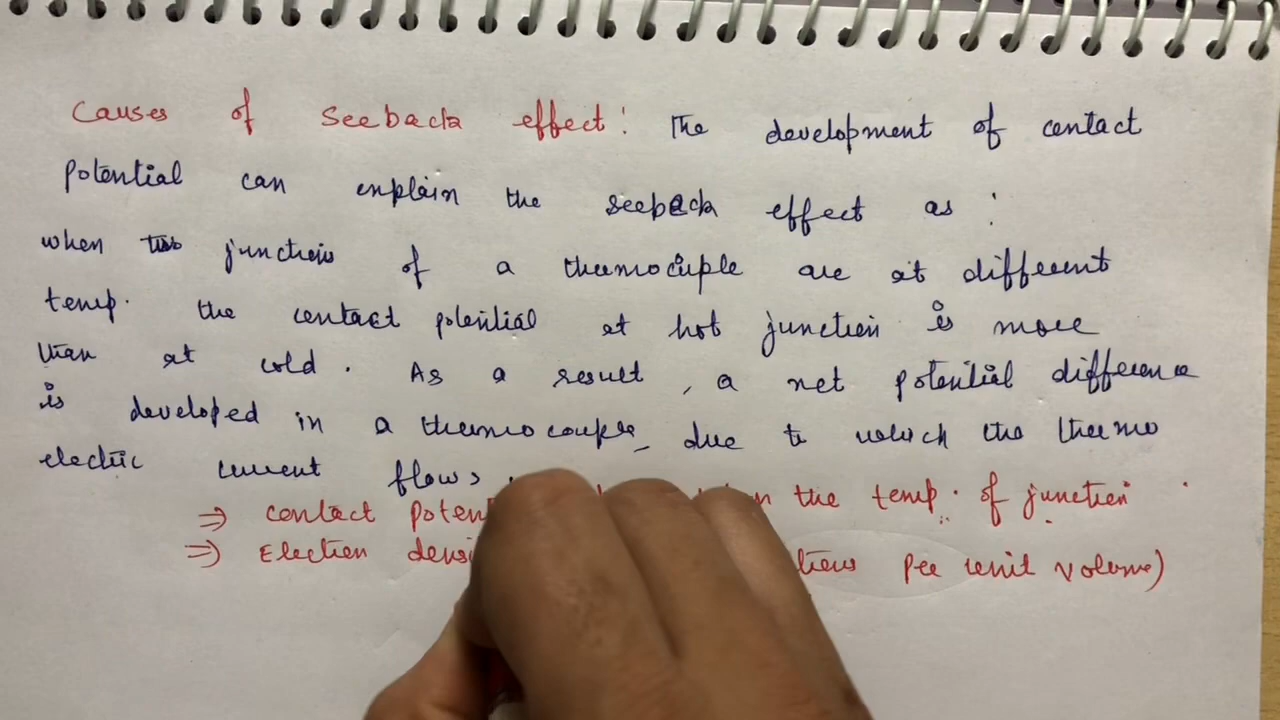 Causes of Seeback effect: The development of contact
potential can explain the seeback effect as :
when two junctions of a thermocuple are at different
temp. the contact potential at hot junction is more
than at cold. As a result, a net potential difference
is developed in a thermocouple, due to which the thermo
electric current flows.
⇒ contact the temp. of junction
⇒ Electron per unit volume)